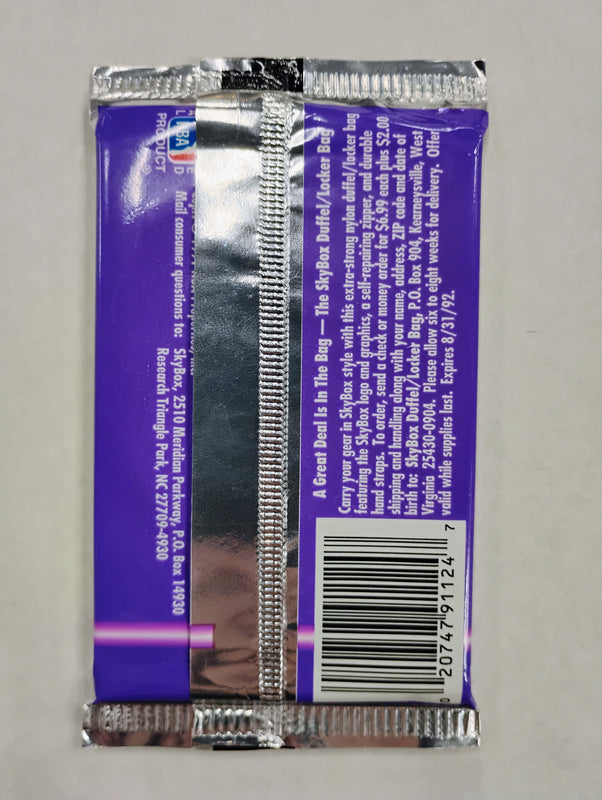 A Great Deal Is In The Bag — The SkyBox Duffel/Locker Bag
Carry your gear in SkyBox style with this extra-strong nylon duffel/locker bag
featuring the SkyBox logo and graphics, a self-repairing zipper, and durable
hand straps. To order, send a check or money order for $6.99 each plus $2.00
shipping and handling along with your name, address, ZIP code and date of
birth to: SkyBox Duffel/Locker Bag, P.O. Box 904, Kearneysville, West
Virginia 25430-0904. Please allow six to eight weeks for delivery. Offer
valid while supplies last. Expires 8/31/92.
0 20747 91124 7
NBA
PRODUCT®
Mail consumer questions to: SkyBox, 2510 Meridian Parkway, P.O. Box 14930
Research Triangle Park, NC 27709-4930